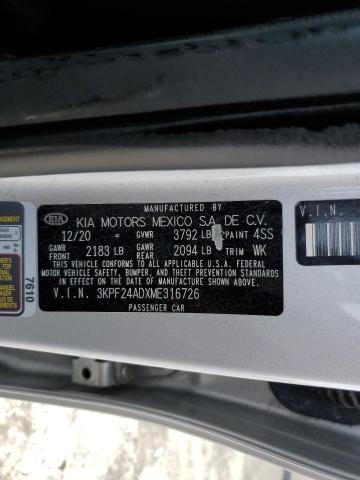 MANUFACTURED BY
KIA KIA MOTORS MEXICO S.A. DE C.V.
12/20 GVWR 3792 LB PAINT 4SS
GAWR FRONT 2183 LB GAWR REAR 2094 LB TRIM WK
THIS VEHICLE CONFORMS TO ALL APPLICABLE FEDERAL
MOTOR VEHICLE SAFETY, BUMPER, AND THEFT PREVENTION
STANDARDS IN EFFECT ON THE DATE OF
MANUFACTURE SHOWN ABOVE.
V.I.N. 3KPF24ADXME316726
PASSENGER CAR
7610
V.I.N.